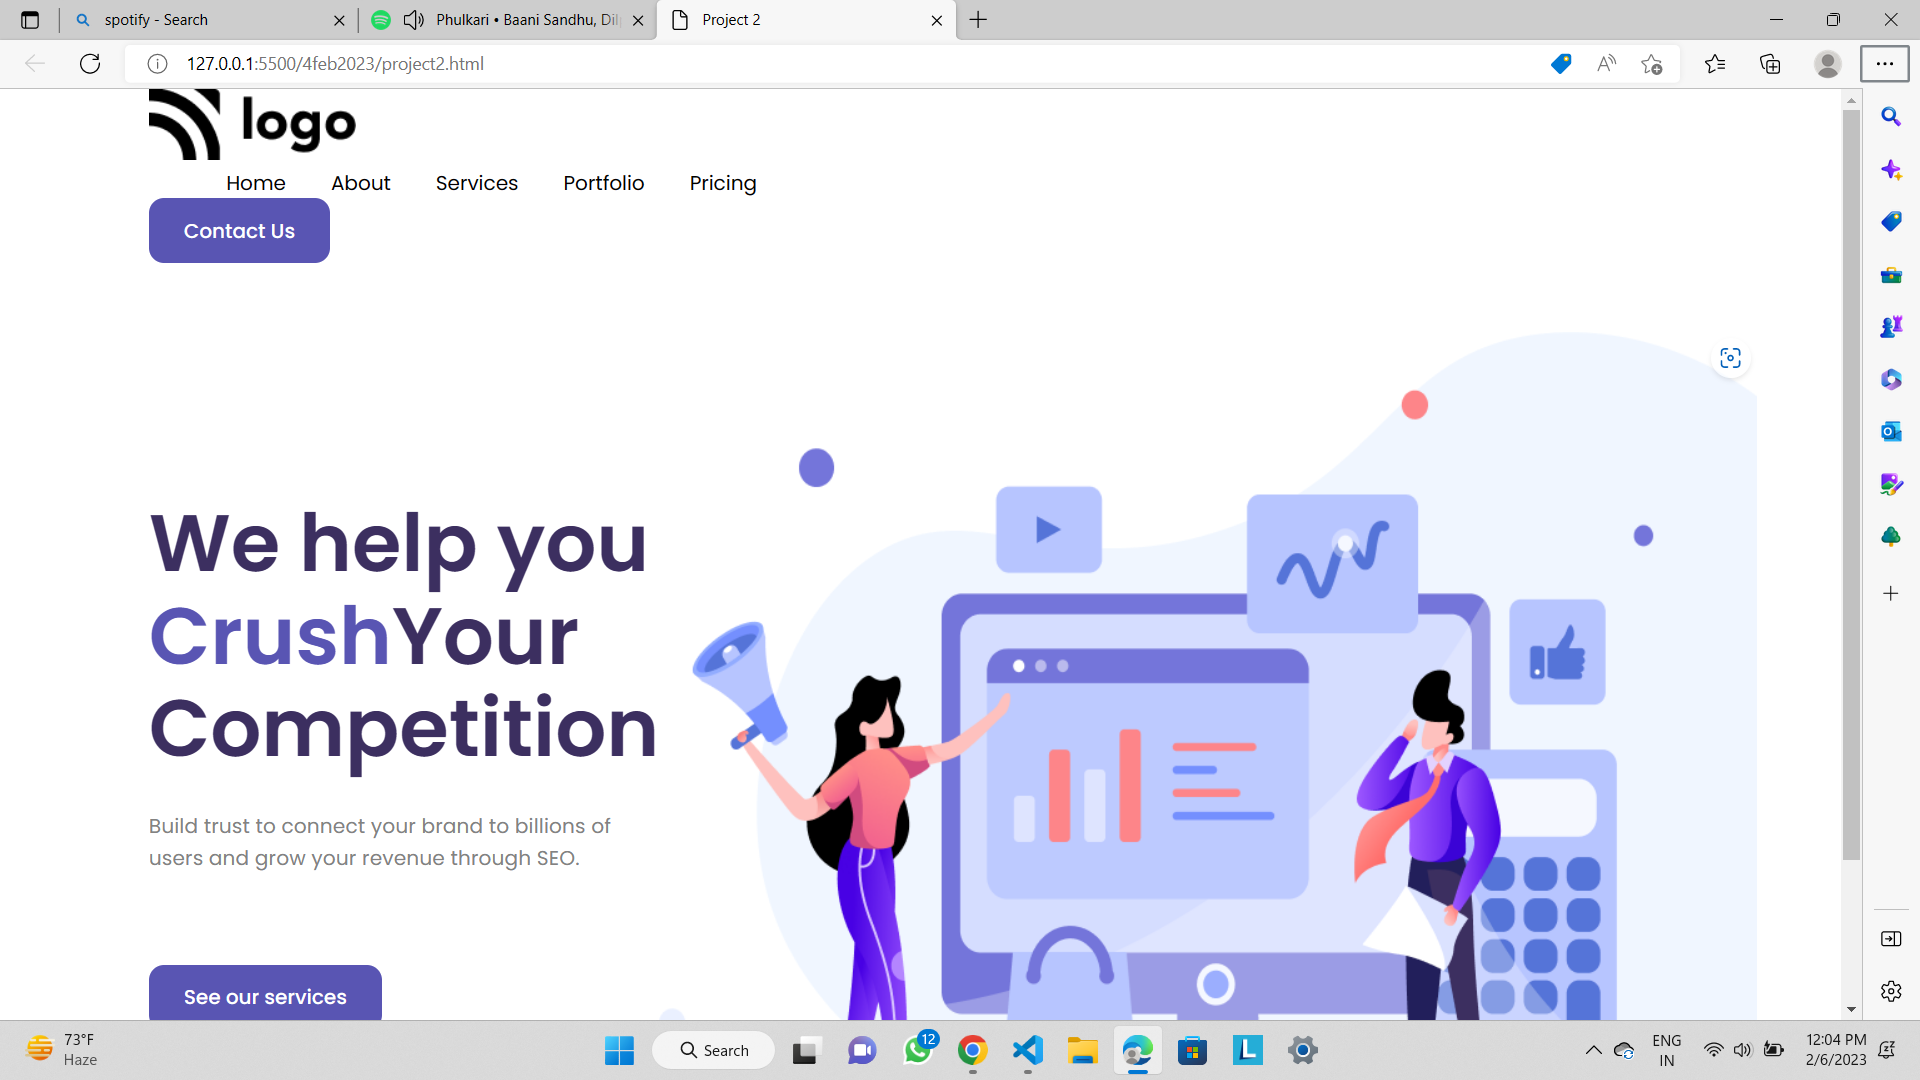 spotify - Search
Phulkari • Baani Sandhu, Dil
Project 2
127.0.0.1:5500/4feb2023/project2.html
logo
Home About Services Portfolio Pricing
Contact Us
We help you
CrushYour
Competition
Build trust to connect your brand to billions of
users and grow your revenue through SEO.
See our services
73°F
Haze
Search
12
ENG
IN
12:04 PM
2/6/2023